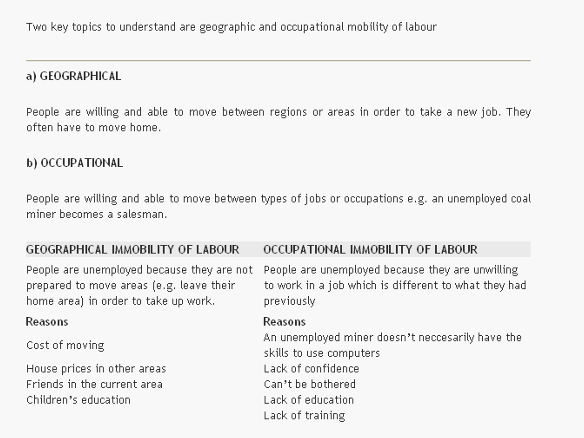 Two key topics to understand are geographic and occupational mobility of labour
a) GEOGRAPHICAL
People are willing and able to move between regions or areas in order to take a new job. They
often have to move home.
b) OCCUPATIONAL
People are willing and able to move between types of jobs or occupations e.g. an unemployed coal
miner becomes a salesman.
GEOGRAPHICAL IMMOBILITY OF LABOUR
People are unemployed because they are not
prepared to move areas (e.g. leave their
home area) in order to take up work.
Reasons
Cost of moving
House prices in other areas
Friends in the current area
Children's education
OCCUPATIONAL IMMOBILITY OF LABOUR
People are unemployed because they are unwilling
to work in a job which is different to what they had
previously
Reasons
An unemployed miner doesn't neccesarily have the
skills to use computers
Lack of confidence
Can't be bothered
Lack of education
Lack of training